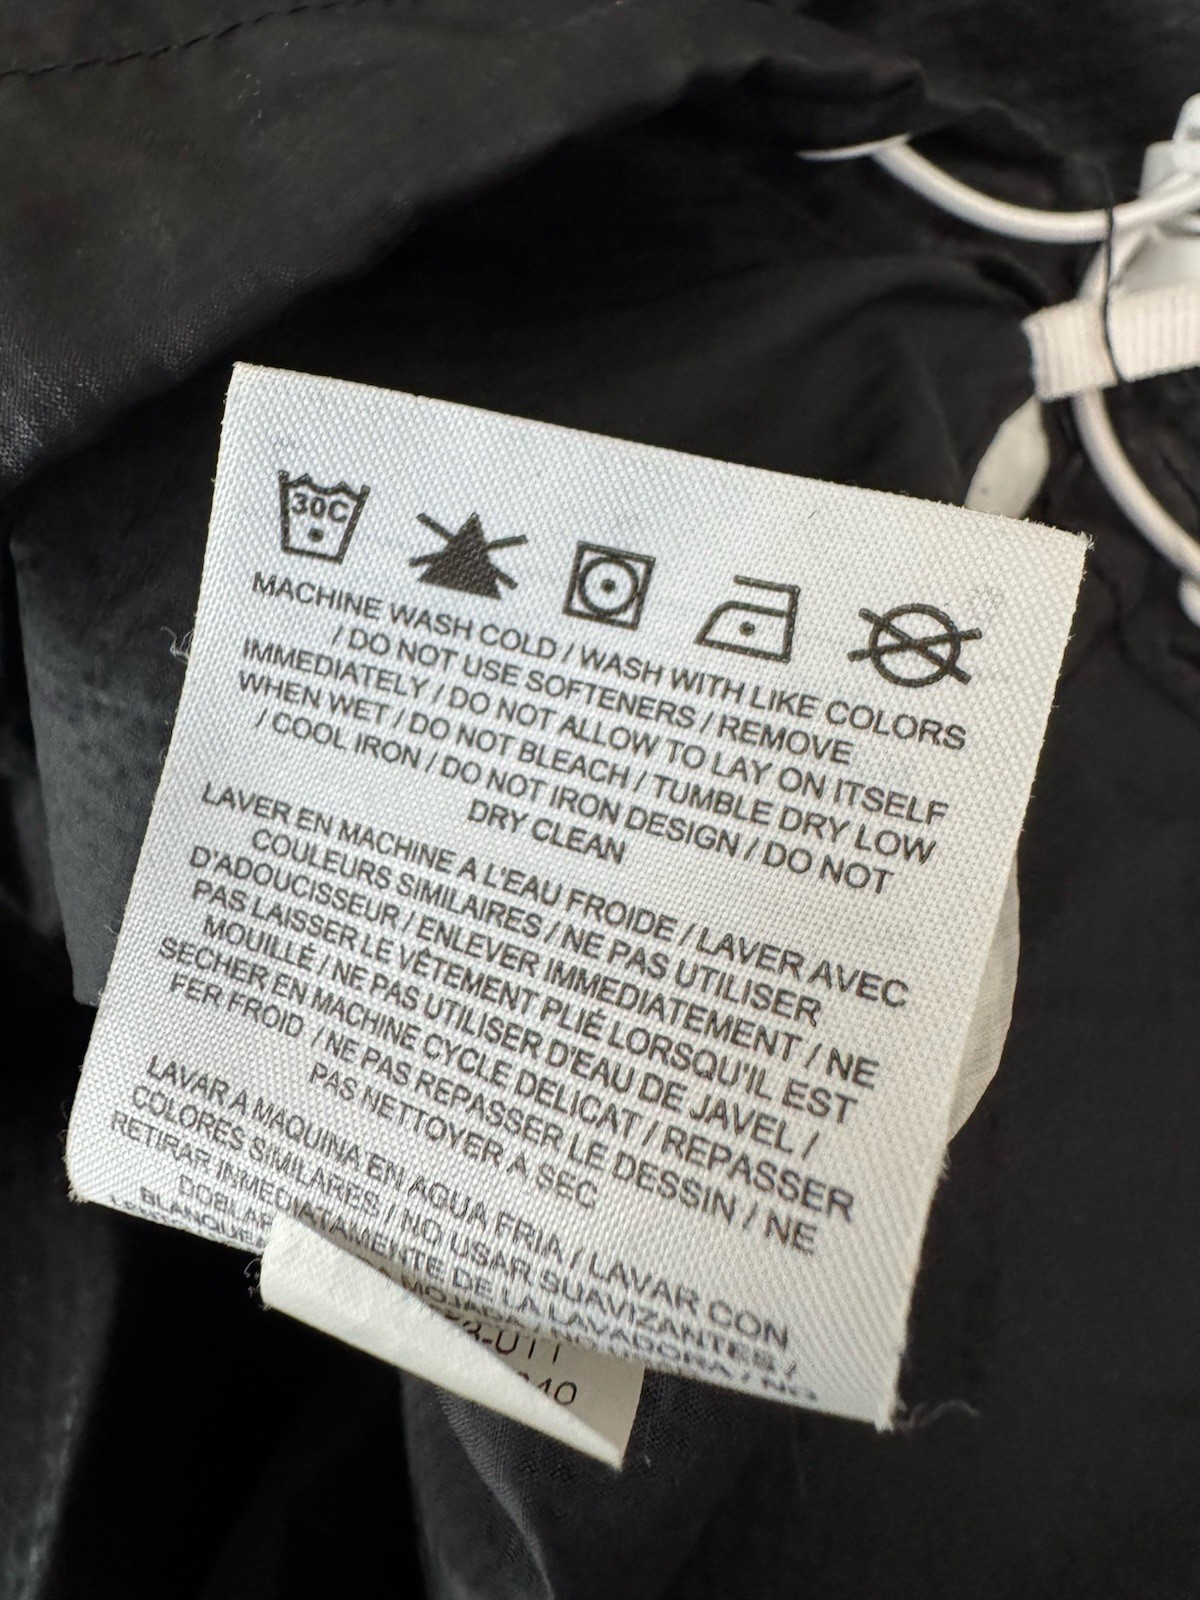 30C
MACHINE WASH COLD / WASH WITH LIKE COLORS
/ DO NOT USE SOFTENERS / REMOVE
IMMEDIATELY / DO NOT ALLOW TO LAY ON ITSELF
WHEN WET / DO NOT BLEACH / TUMBLE DRY LOW
/ COOL IRON / DO NOT IRON DESIGN / DO NOT
DRY CLEAN
LAVER EN MACHINE A L'EAU FROIDE / LAVER AVEC
COULEURS SIMILAIRES / NE PAS UTILISER
D'ADOUCISSEUR / ENLEVER IMMEDIATEMENT / NE
PAS LAISSER LE VÊTEMENT PLIÉ LORSQU'IL EST
MOUILLÉ / NE PAS UTILISER D'EAU DE JAVEL /
SECHER EN MACHINE CYCLE DELICAT / REPASSER
FER FROID / NE PAS REPASSER LE DESSIN / NE
PAS NETTOYER A SEC
LAVAR A MAQUINA EN AGUA FRIA / LAVAR CON
COLORES SIMILARES / NO USAR SUAVIZANTES /
RETIRAR INMEDIATAMENTE DE LA LAVADORA / NO
-U11
40